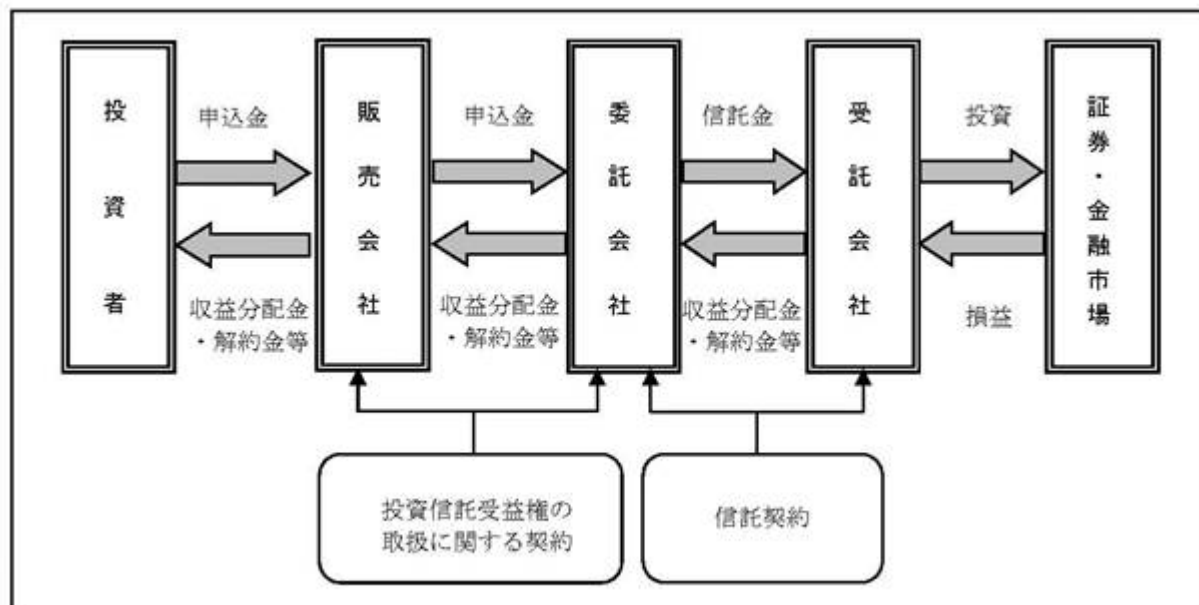 投資者
申込金
収益分配金
・解約金等
販売会社
申込金
収益分配金
・解約金等
委託会社
信託金
収益分配金
・解約金等
受託会社
投資
損益
証券・金融市場
投資信託受益権の
取扱に関する契約
信託契約